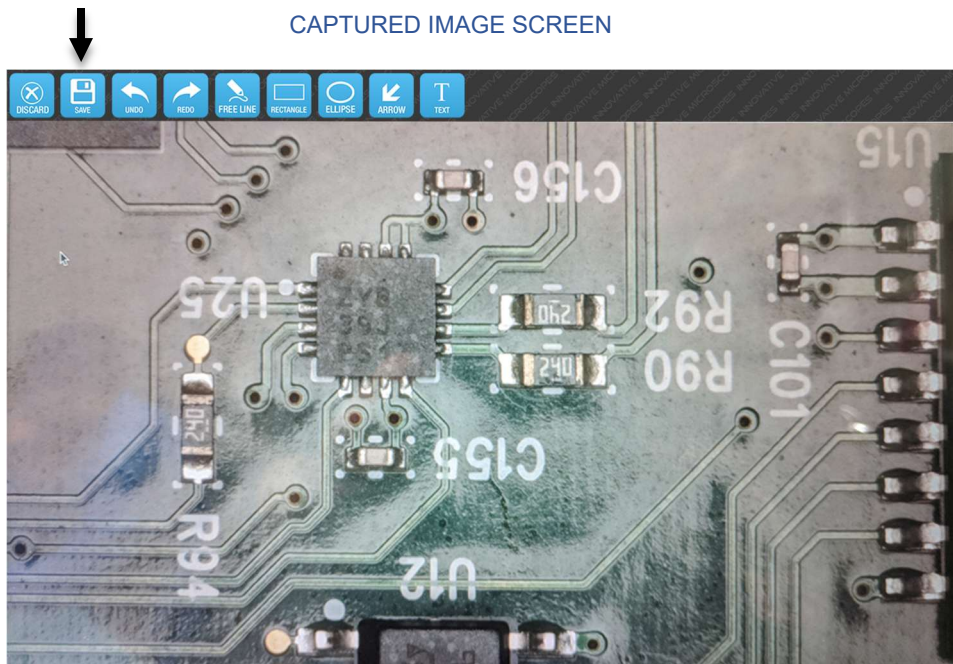 CAPTURED IMAGE SCREEN
DISCARD SAVE UNDO REDO FREE LINE RECTANGLE ELLIPSE ARROW T TEXT
U15
C156
U25
R92
240
R90
240
C101
240
C155
R94
U12